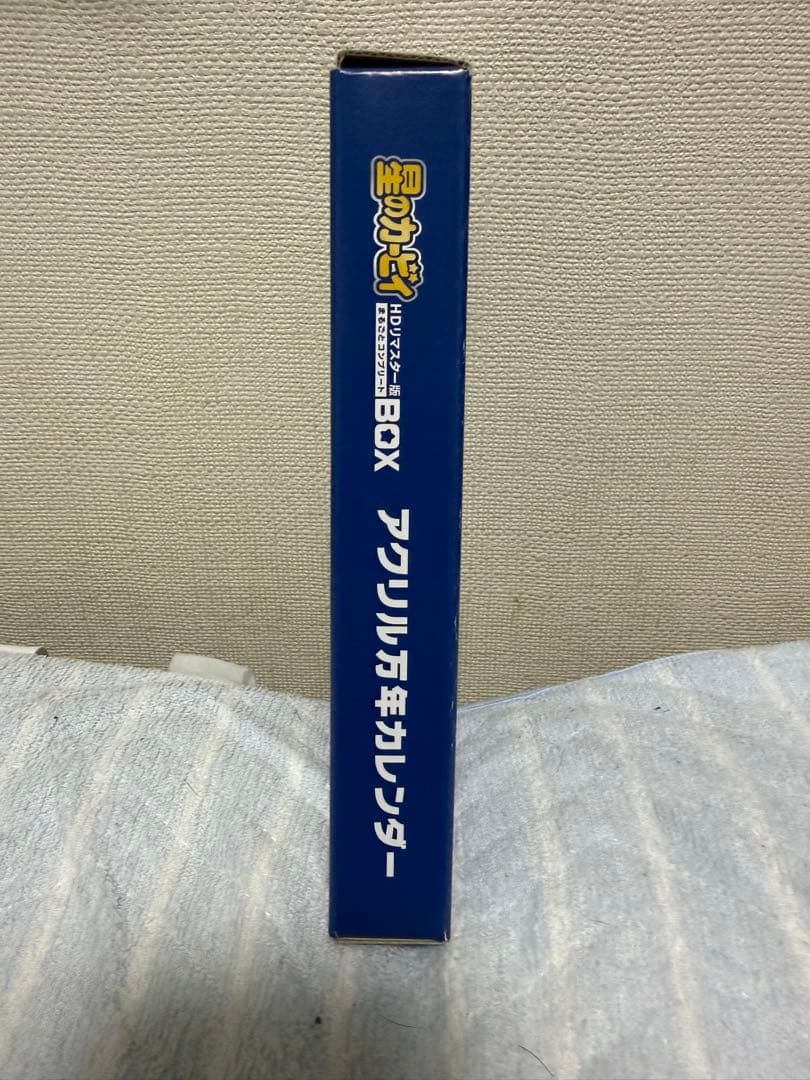 星のカービィ
HDリマスター版
まるごとコンプリート
BOX
アクリル万年カレンダー